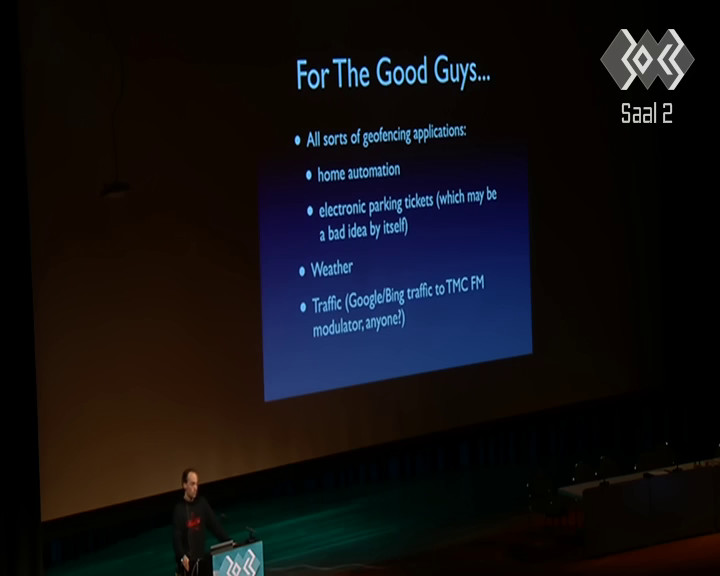 For The Good Guys...
Saal 2
• All sorts of geofencing applications:
• home automation
• electronic parking tickets (which may be
a bad idea by itself)
• Weather
• Traffic (Google/Bing traffic to TMC FM
modulator, anyone?)